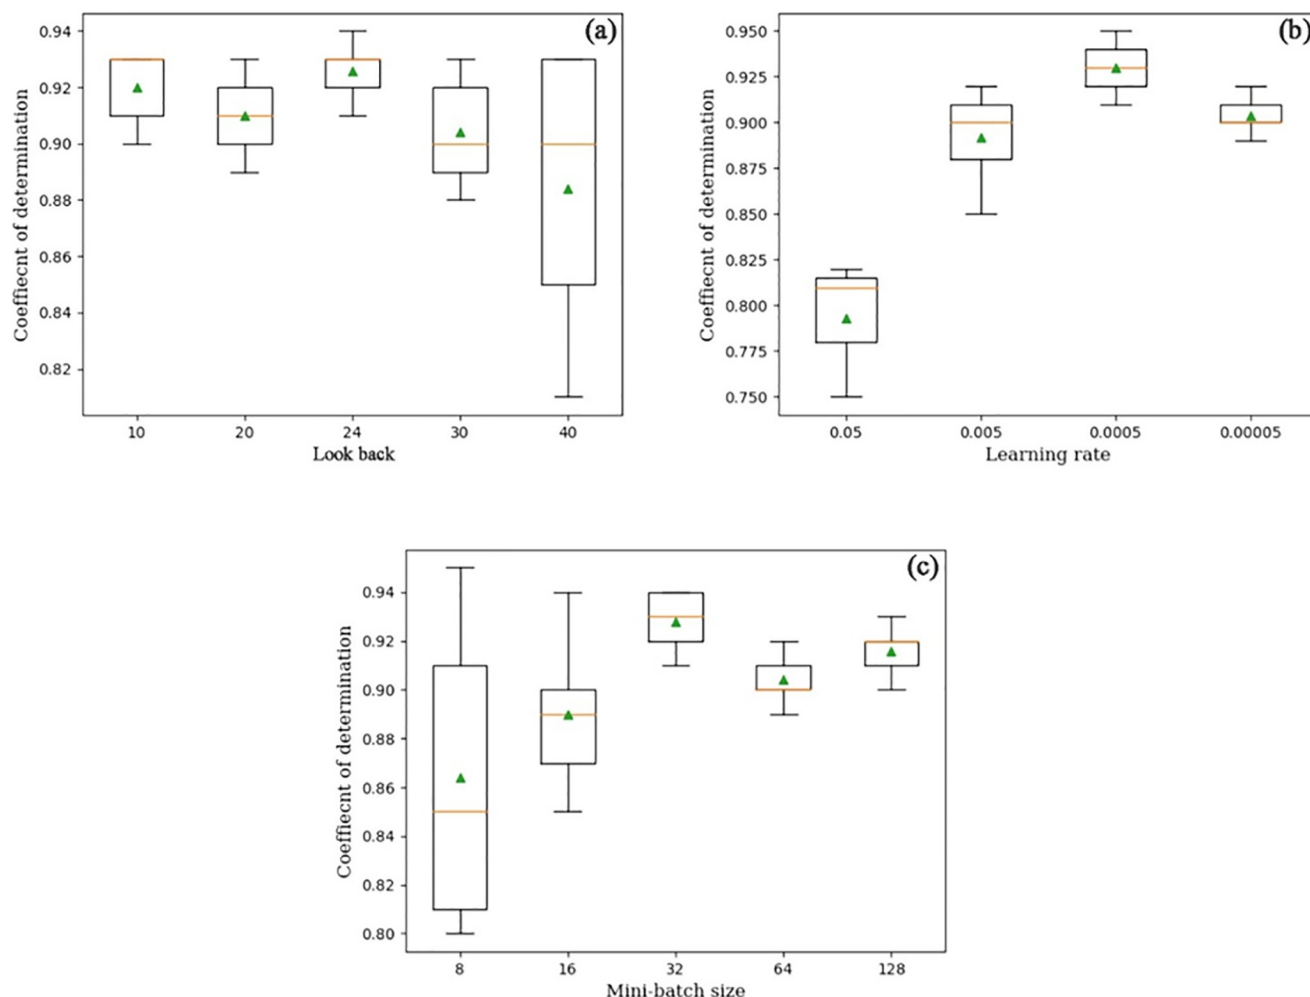 (a)
Coeffiecnt of determination
0.94
0.92
0.90
0.88
0.86
0.84
0.82
10 20 24 30 40
Look back
(b)
Coeffiecnt of determination
0.950
0.925
0.900
0.875
0.850
0.825
0.800
0.775
0.750
0.05 0.005 0.0005 0.00005
Learning rate
(c)
Coeffiecnt of determination
0.94
0.92
0.90
0.88
0.86
0.84
0.82
0.80
8 16 32 64 128
Mini-batch size